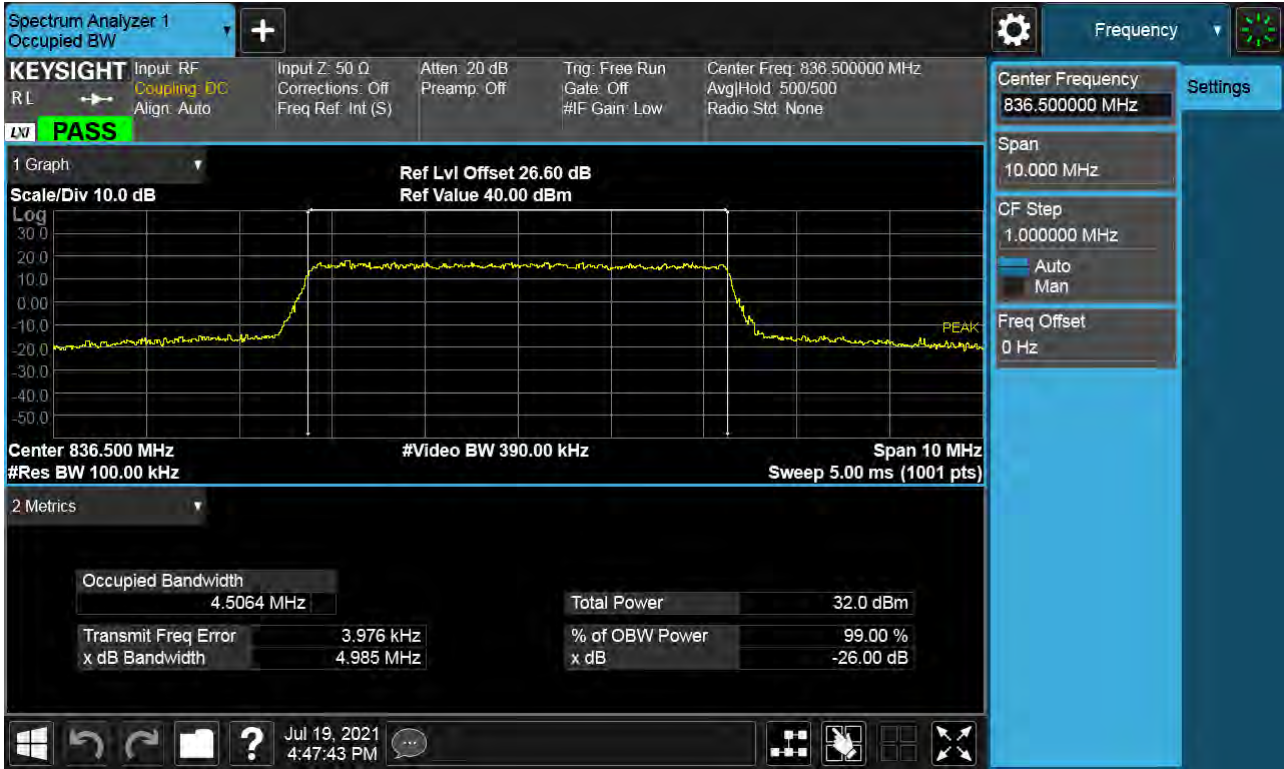 Spectrum Analyzer 1
Occupied BW
Frequency
KEYSIGHT
RL
LXI
PASS
Input: RF
Coupling: DC
Align: Auto
Input Z: 50 Ω
Corrections: Off
Freq Ref: Int (S)
Atten: 20 dB
Preamp: Off
Trig: Free Run
Gate: Off
#IF Gain: Low
Center Freq: 836.500000 MHz
Avg|Hold: 500/500
Radio Std: None
Center Frequency
836.500000 MHz
Settings
Span
10.000 MHz
CF Step
1.000000 MHz
Auto
Man
Freq Offset
0 Hz
1 Graph
Scale/Div 10.0 dB
Ref Lvl Offset 26.60 dB
Ref Value 40.00 dBm
Log
30.0
20.0
10.0
0.00
-10.0
-20.0
-30.0
-40.0
-50.0
PEAK
Center 836.500 MHz
#Video BW 390.00 kHz
Span 10 MHz
#Res BW 100.00 kHz
Sweep 5.00 ms (1001 pts)
2 Metrics
Occupied Bandwidth
4.5064 MHz
Total Power 32.0 dBm
Transmit Freq Error 3.976 kHz
% of OBW Power 99.00 %
x dB Bandwidth 4.985 MHz
x dB -26.00 dB
?
Jul 19, 2021
4:47:43 PM